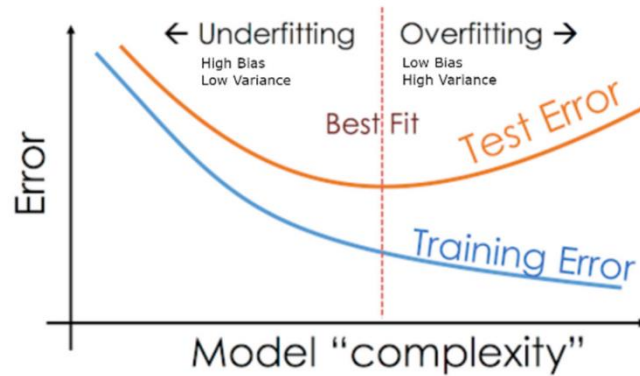 ← Underfitting
High Bias
Low Variance
Overfitting →
Low Bias
High Variance
Best Fit
Test Error
Training Error
Error
Model “complexity”